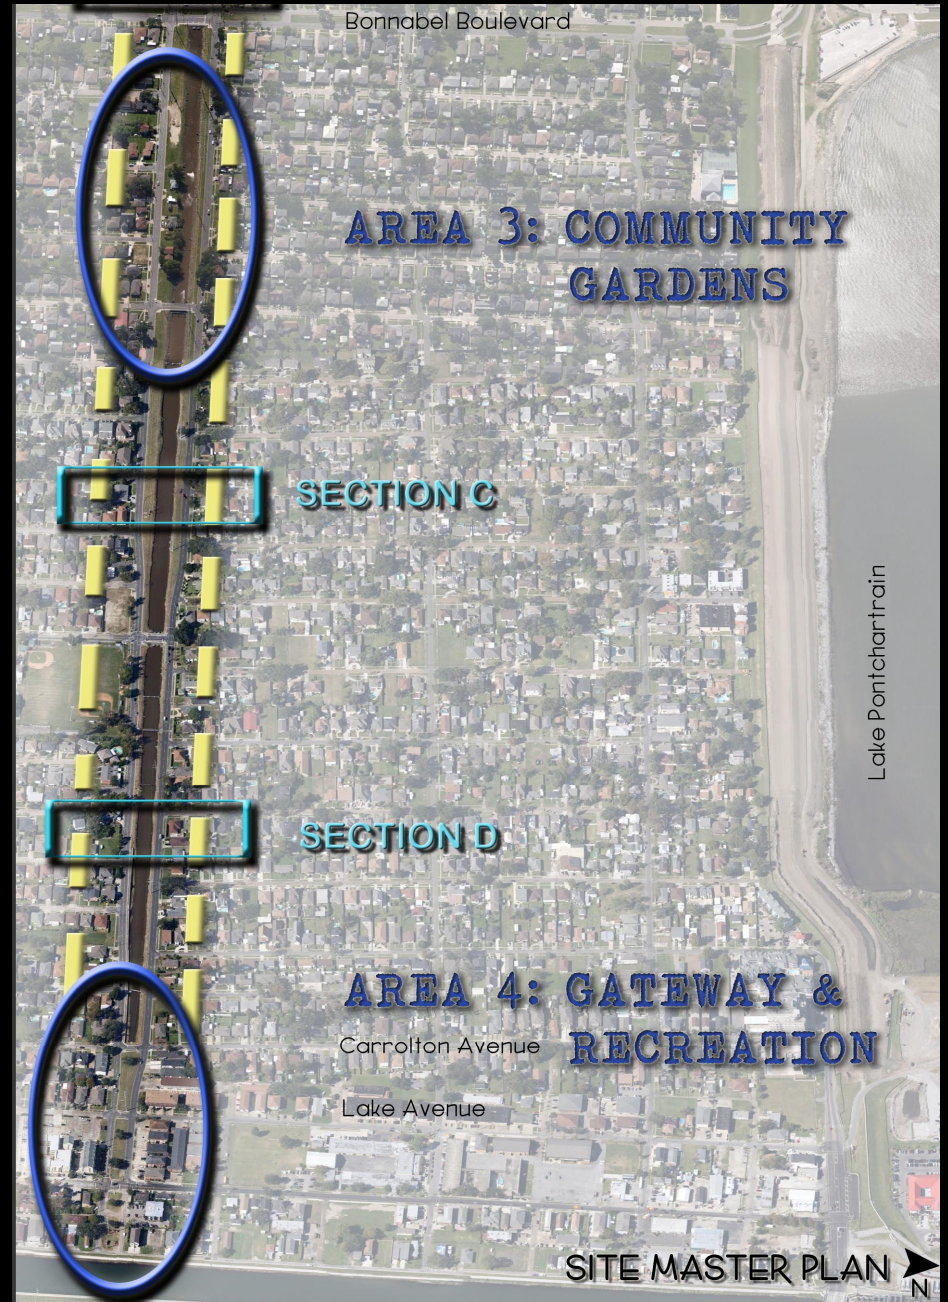 Bonnabel Boulevard
AREA 3: COMMUNITY
GARDENS
SECTION C
Lake Pontchartrain
SECTION D
AREA 4: GATEWAY &
RECREATION
Carrolton Avenue
Lake Avenue
SITE MASTER PLAN
N